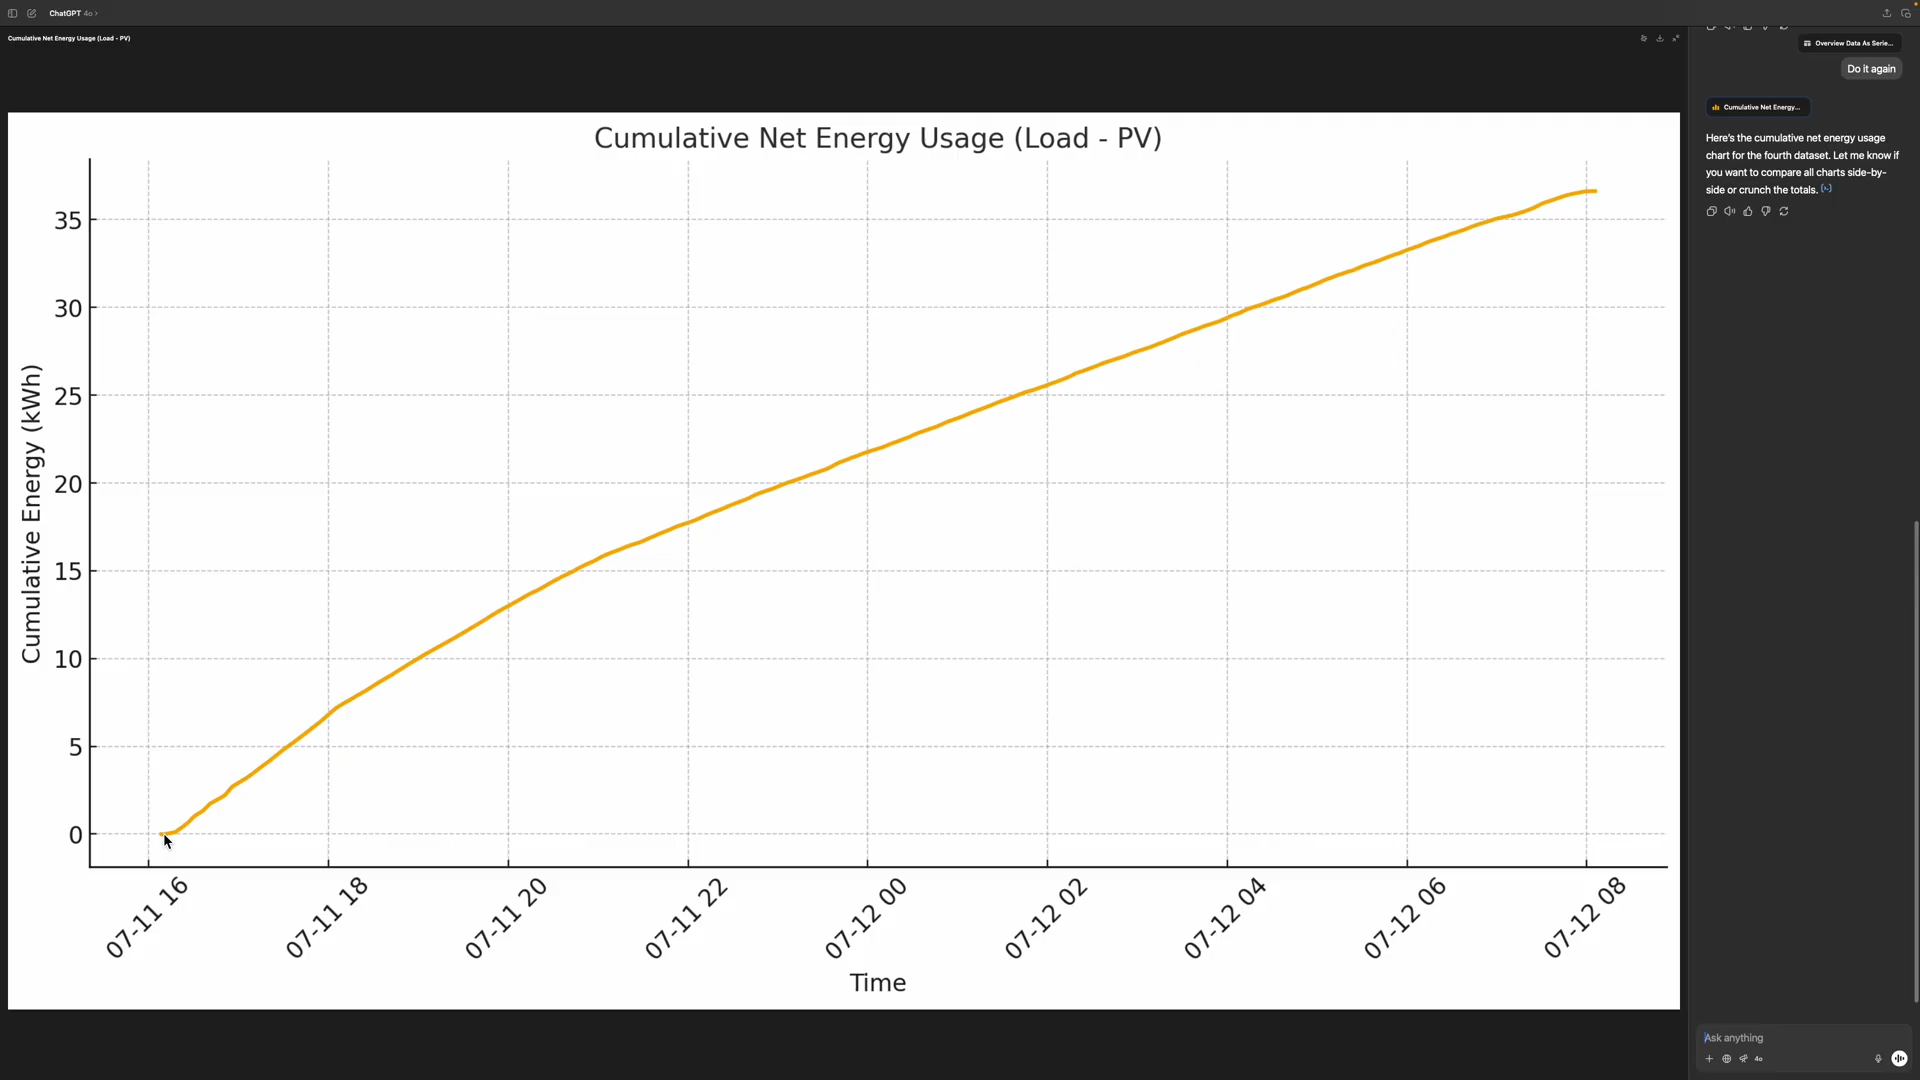 ChatGPT 4o >
Cumulative Net Energy Usage (Load - PV)
Cumulative Net Energy Usage (Load - PV)
Cumulative Energy (kWh)
35
30
25
20
15
10
5
0
07-11 16
07-11 18
07-11 20
07-11 22
07-12 00
07-12 02
07-12 04
07-12 06
07-12 08
Time
Overview Data As Serie...
Do it again
Cumulative Net Energy...
Here's the cumulative net energy usage
chart for the fourth dataset. Let me know if
you want to compare all charts side-by-
side or crunch the totals. [>-]
Ask anything
4o